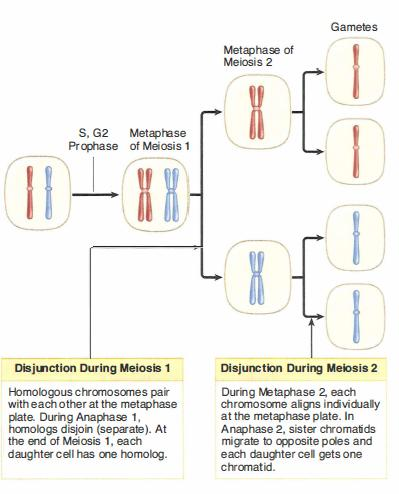 Gametes
Metaphase of
Meiosis 2
S, G2
Prophase
Metaphase
of Meiosis 1
Disjunction During Meiosis 1
Homologous chromosomes pair
with each other at the metaphase
plate. During Anaphase 1,
homologs disjoin (separate). At
the end of Meiosis 1, each
daughter cell has one homolog.
Disjunction During Meiosis 2
During Metaphase 2, each
chromosome aligns individually
at the metaphase plate. In
Anaphase 2, sister chromatids
migrate to opposite poles and
each daughter cell gets one
chromatid.